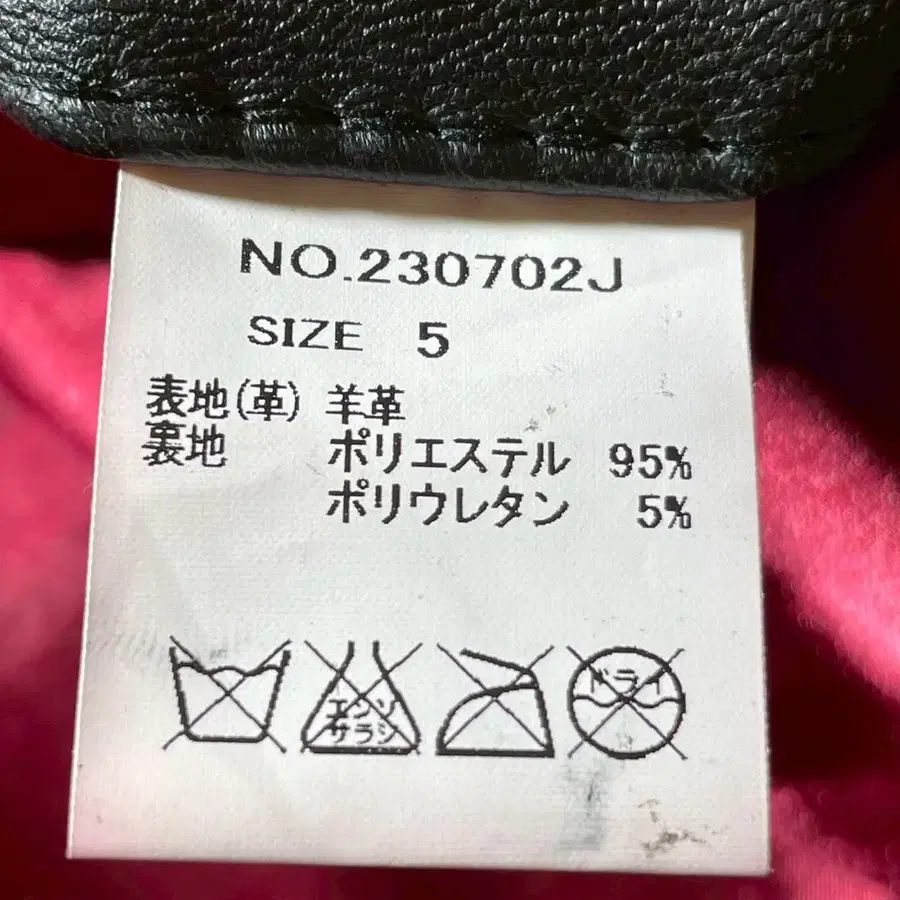 NO.230702J
SIZE 5
表地(革) 羊革
裏地 ポリエステル 95%
ポリウレタン 5%
エンソ サラシ ドライ